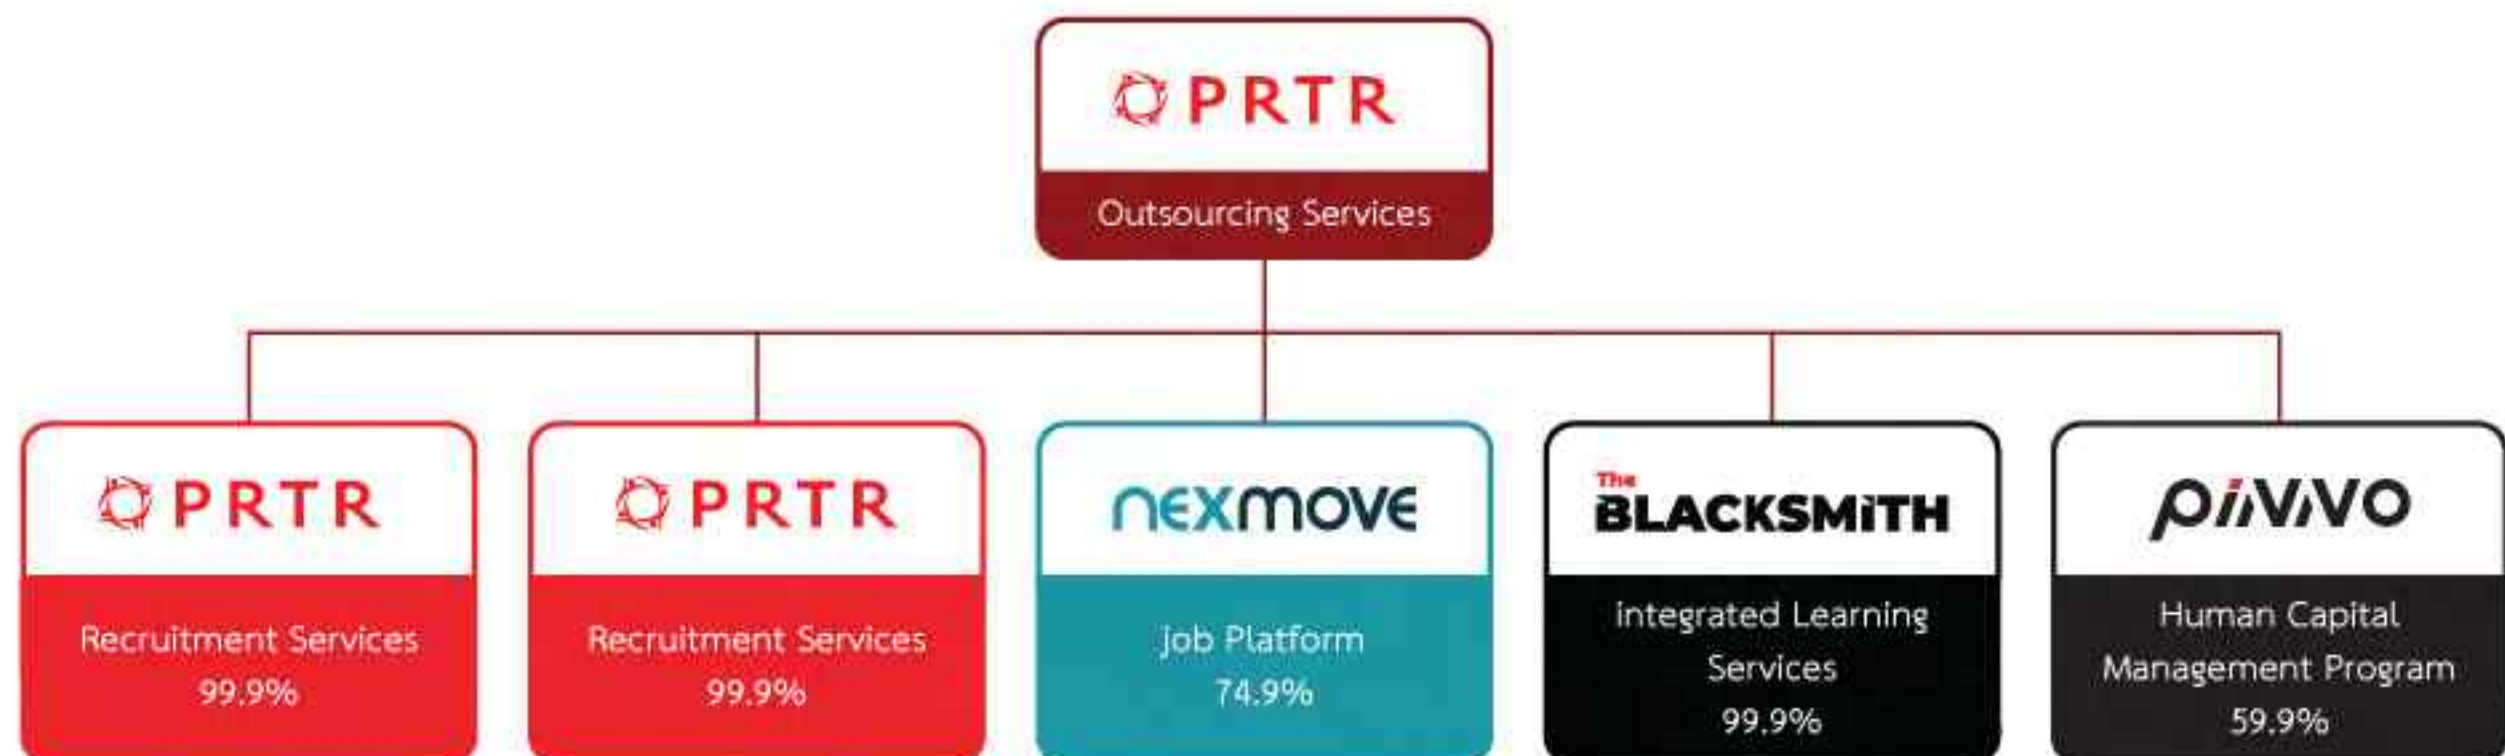 PRTR
Outsourcing Services
PRTR
Recruitment Services
99.9%
PRTR
Recruitment Services
99.9%
nexmove
Job Platform
74.9%
The
BLACKSMiTH
integrated Learning
Services
99.9%
piVVO
Human Capital
Management Program
59.9%